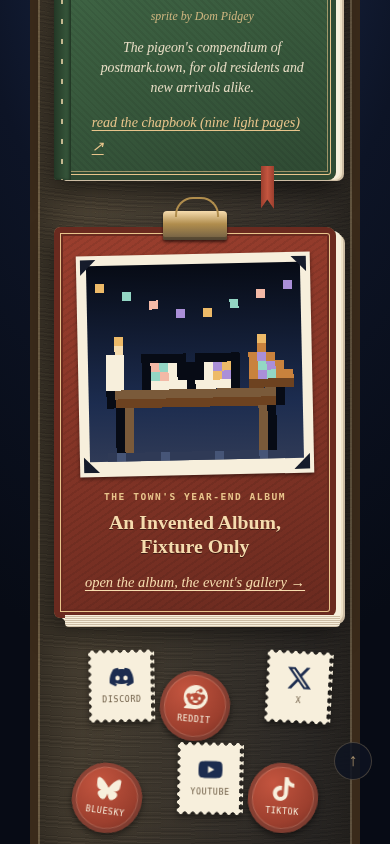 sprite by Dom Pidgey
The pigeon's compendium of
postmark.town, for old residents and
new arrivals alike.
read the chapbook (nine light pages)
↗
THE TOWN'S YEAR-END ALBUM
An Invented Album,
Fixture Only
open the album, the event's gallery →
DISCORD
REDDIT
X
BLUESKY
YOUTUBE
TIKTOK
↑